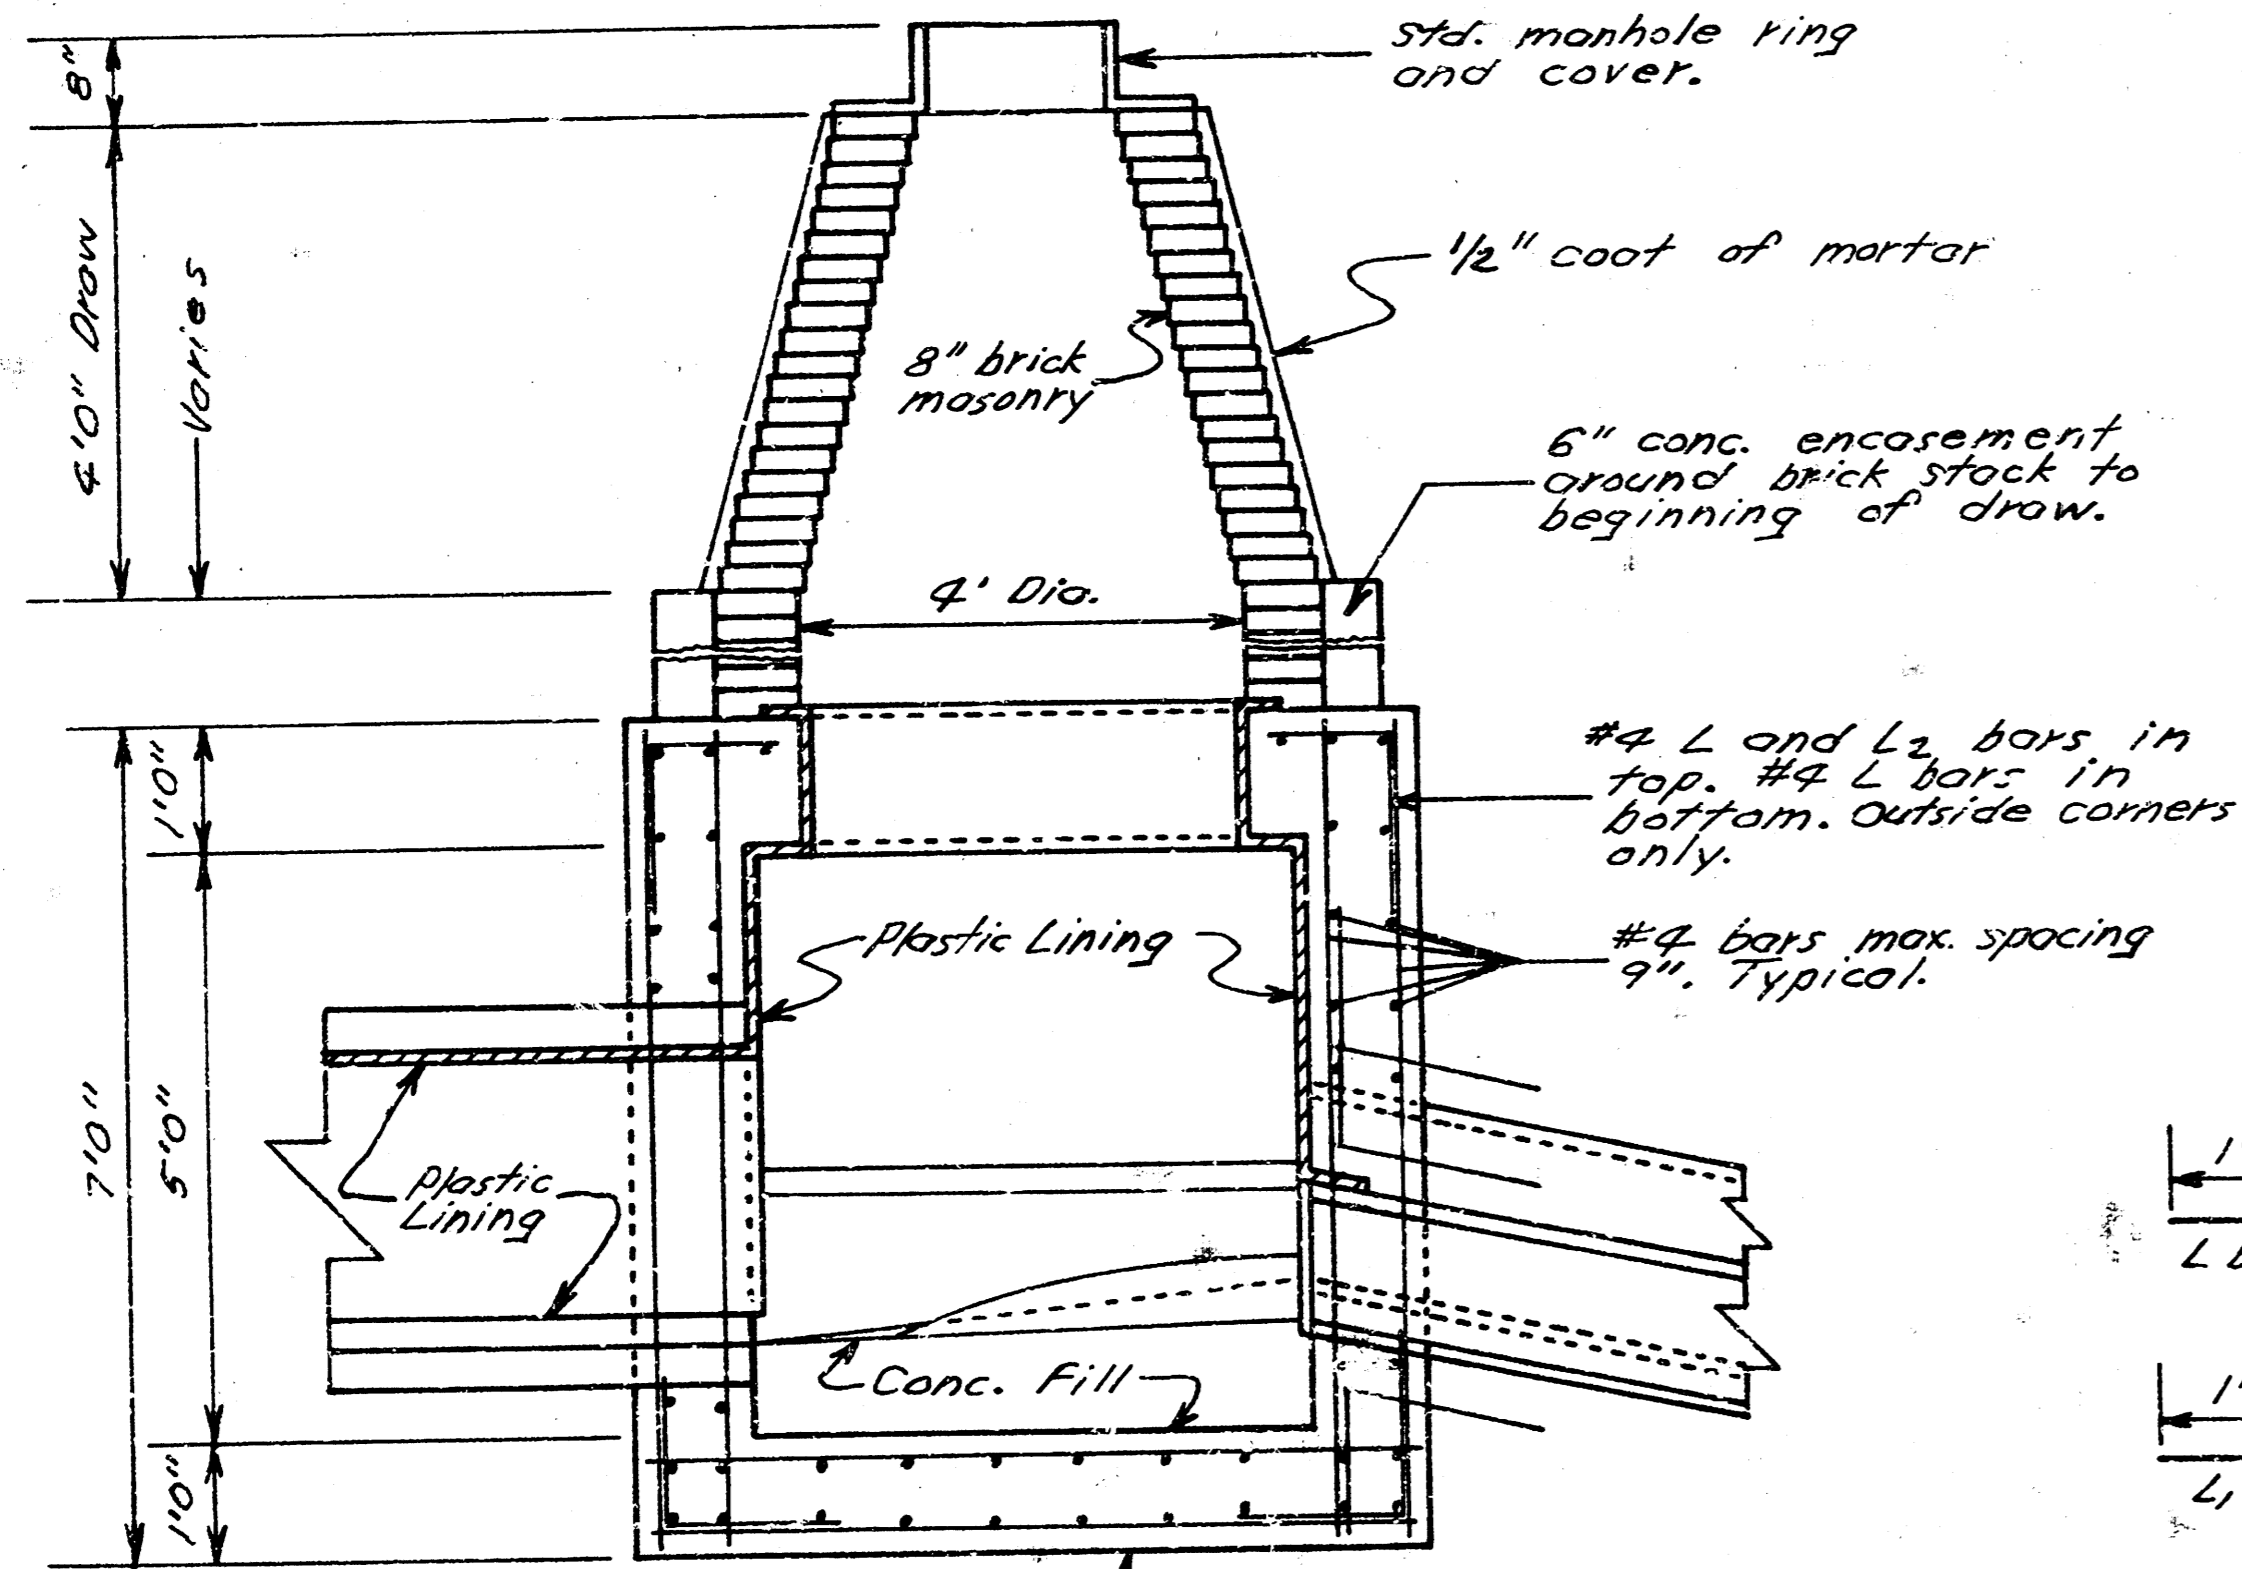 std. manhole ring
and cover.
8"
4'0" Draw
Varies
1/2" coat of mortar
8" brick
masonry
6" conc. encasement
around brick stack to
beginning of draw.
4' Dia.
#4 L and L2 bars in
top. #4 L bars in
bottom. Outside corners
only.
1'0"
Plastic Lining
#4 bars max. spacing
9". Typical.
7'0"
5'0"
Plastic
Lining
Conc. Fill
1'0"
L
L1